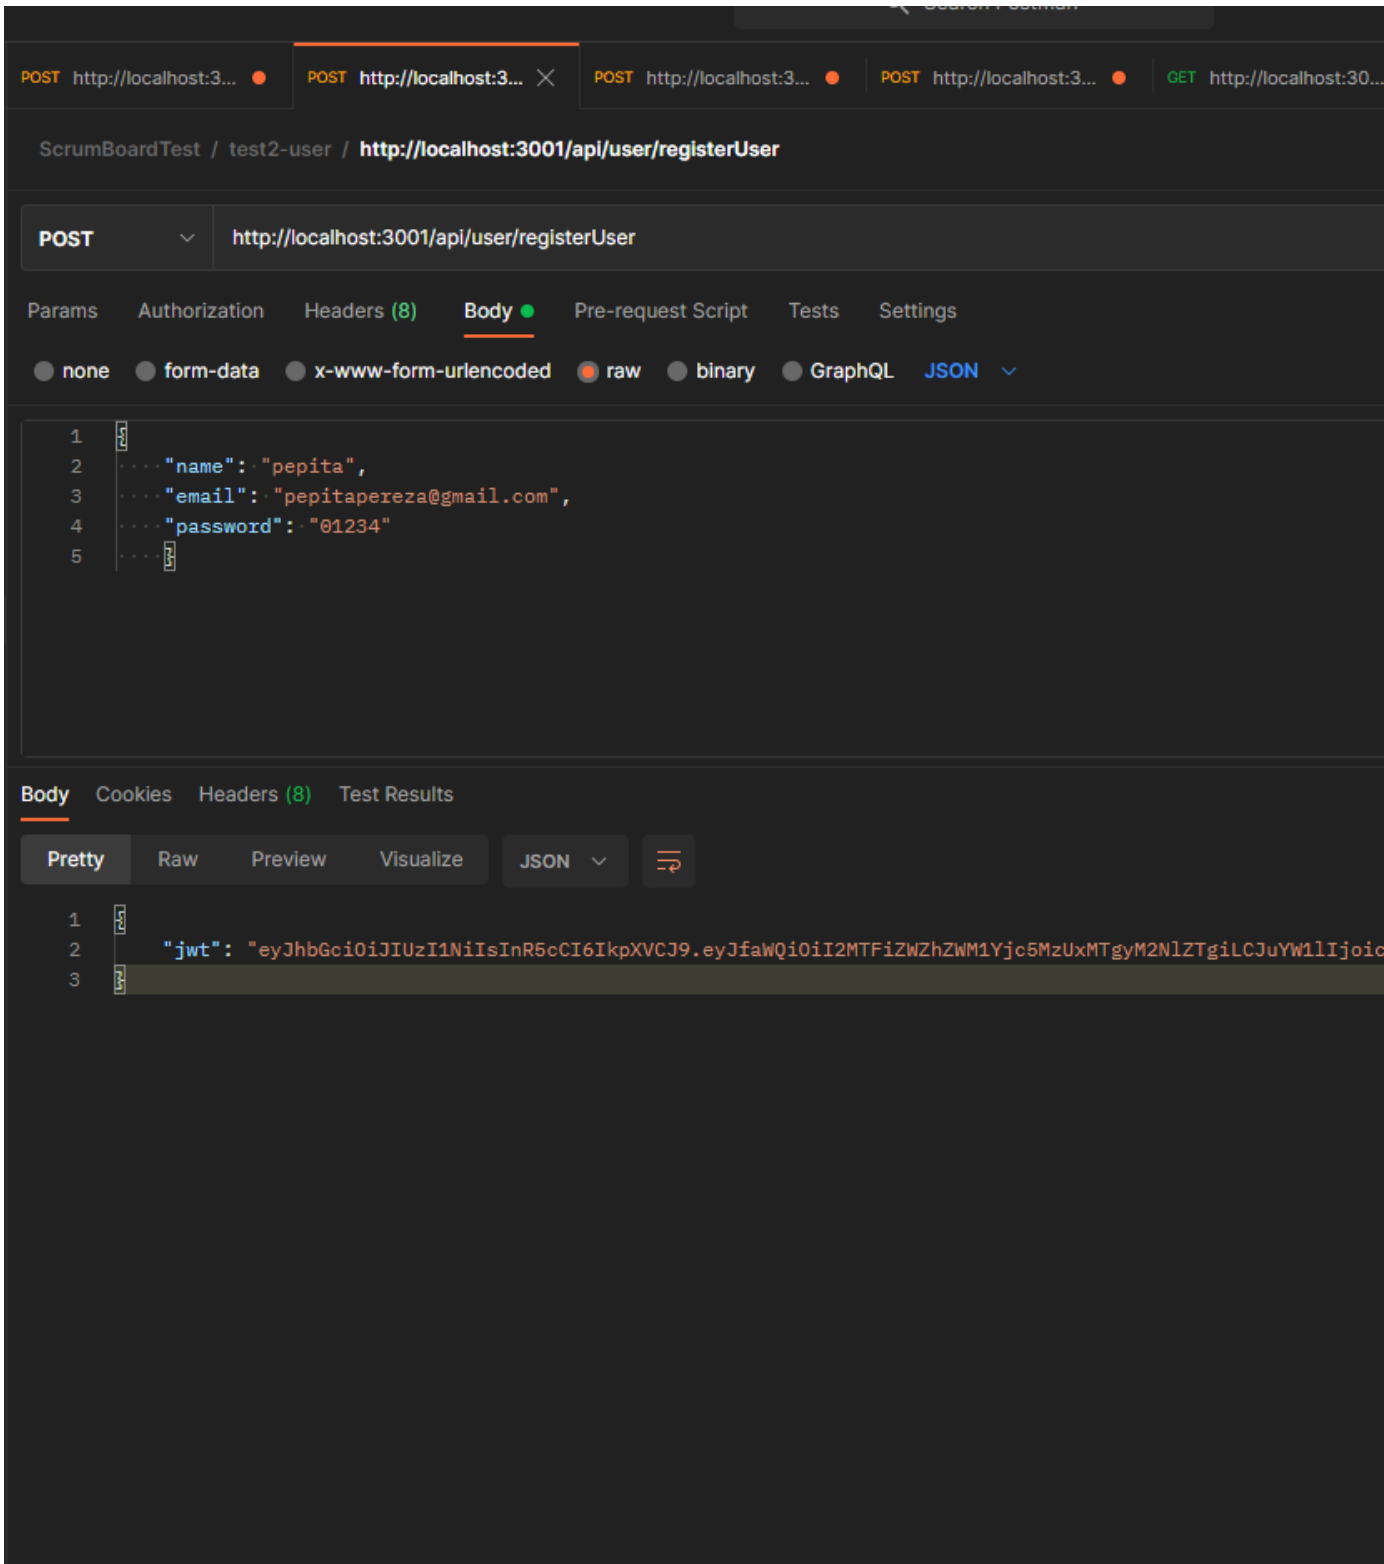 Search Postman
POST http://localhost:3... POST http://localhost:3... POST http://localhost:3... POST http://localhost:3... GET http://localhost:30...
ScrumBoardTest / test2-user / http://localhost:3001/api/user/registerUser
POST http://localhost:3001/api/user/registerUser
Params Authorization Headers (8) Body Pre-request Script Tests Settings
none form-data x-www-form-urlencoded raw binary GraphQL JSON
1 {
2 "name": "pepita",
3 "email": "pepitapereza@gmail.com",
4 "password": "01234"
5 }
Body Cookies Headers (8) Test Results
Pretty Raw Preview Visualize JSON
1 {
2 "jwt": "eyJhbGciOiJIUzI1NiIsInR5cCI6IkpXVCJ9.eyJfaWQiOiI2MTFiZWZhZWM1Yjc5MzUxMTgyM2NlZTgiLCJuYW1lIjoic
3 }